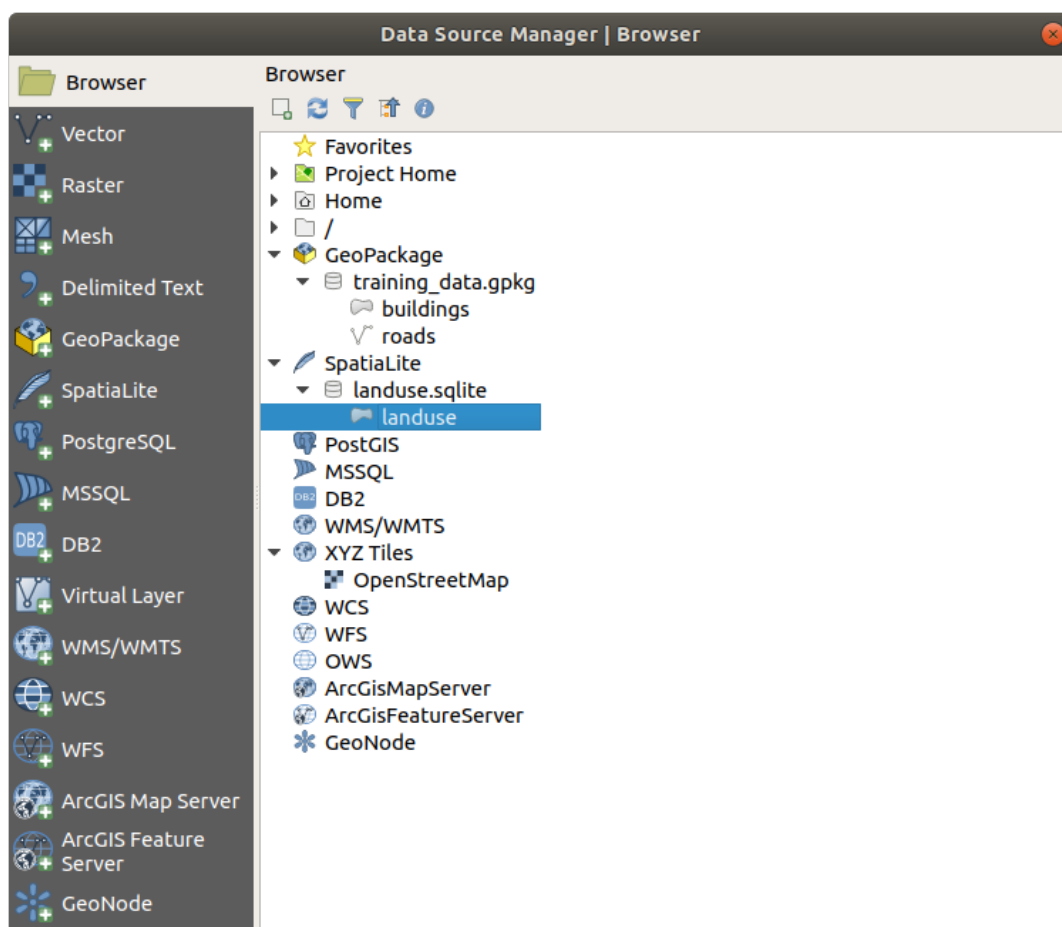 Data Source Manager | Browser
Browser
Vector
Raster
Mesh
Delimited Text
GeoPackage
SpatiaLite
PostgreSQL
MSSQL
DB2
DB2
Virtual Layer
WMS/WMTS
WCS
WFS
ArcGIS Map Server
ArcGIS Feature
Server
GeoNode
Browser
Favorites
Project Home
Home
/
GeoPackage
training_data.gpkg
buildings
roads
SpatiaLite
landuse.sqlite
landuse
PostGIS
MSSQL
DB2
DB2
WMS/WMTS
XYZ Tiles
OpenStreetMap
WCS
WFS
OWS
ArcGisMapServer
ArcGisFeatureServer
GeoNode